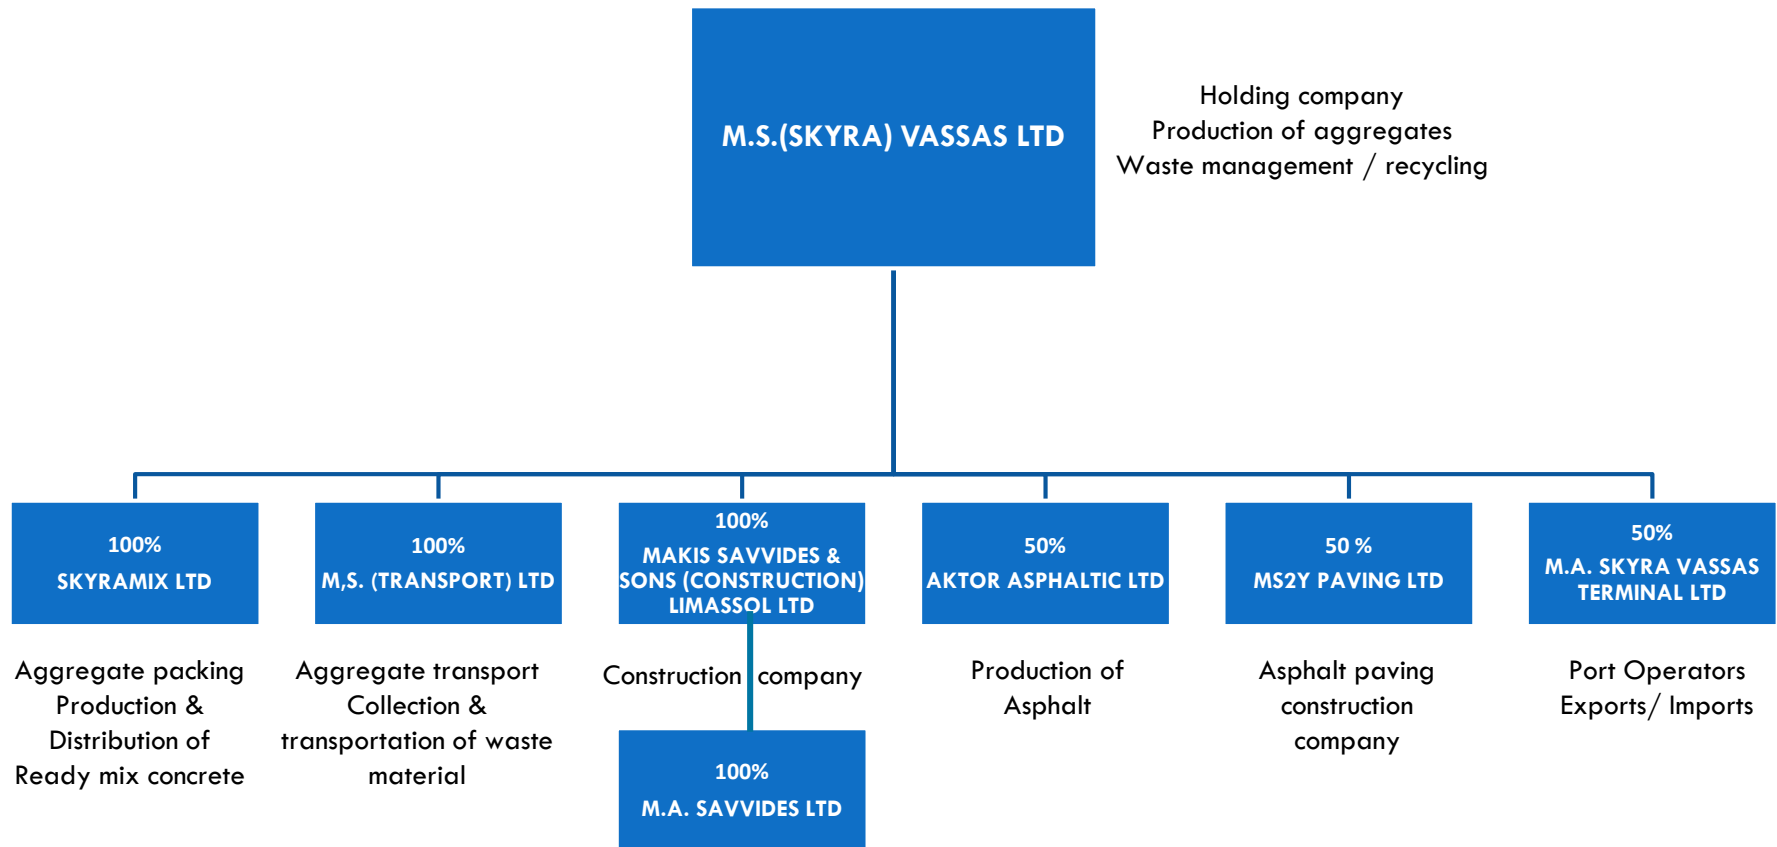 M.S.(SKYRA) VASSAS LTD
Holding company
Production of aggregates
Waste management / recycling
100%
SKYRAMIX LTD
Aggregate packing
Production &
Distribution of
Ready mix concrete
100%
M,S. (TRANSPORT) LTD
Aggregate transport
Collection &
transportation of waste
material
100%
MAKIS SAVVIDES &
SONS (CONSTRUCTION)
LIMASSOL LTD
Construction company
100%
M.A. SAVVIDES LTD
50%
AKTOR ASPHALTIC LTD
Production of
Asphalt
50 %
MS2Y PAVING LTD
Asphalt paving
construction
company
50%
M.A. SKYRA VASSAS
TERMINAL LTD
Port Operators
Exports/ Imports